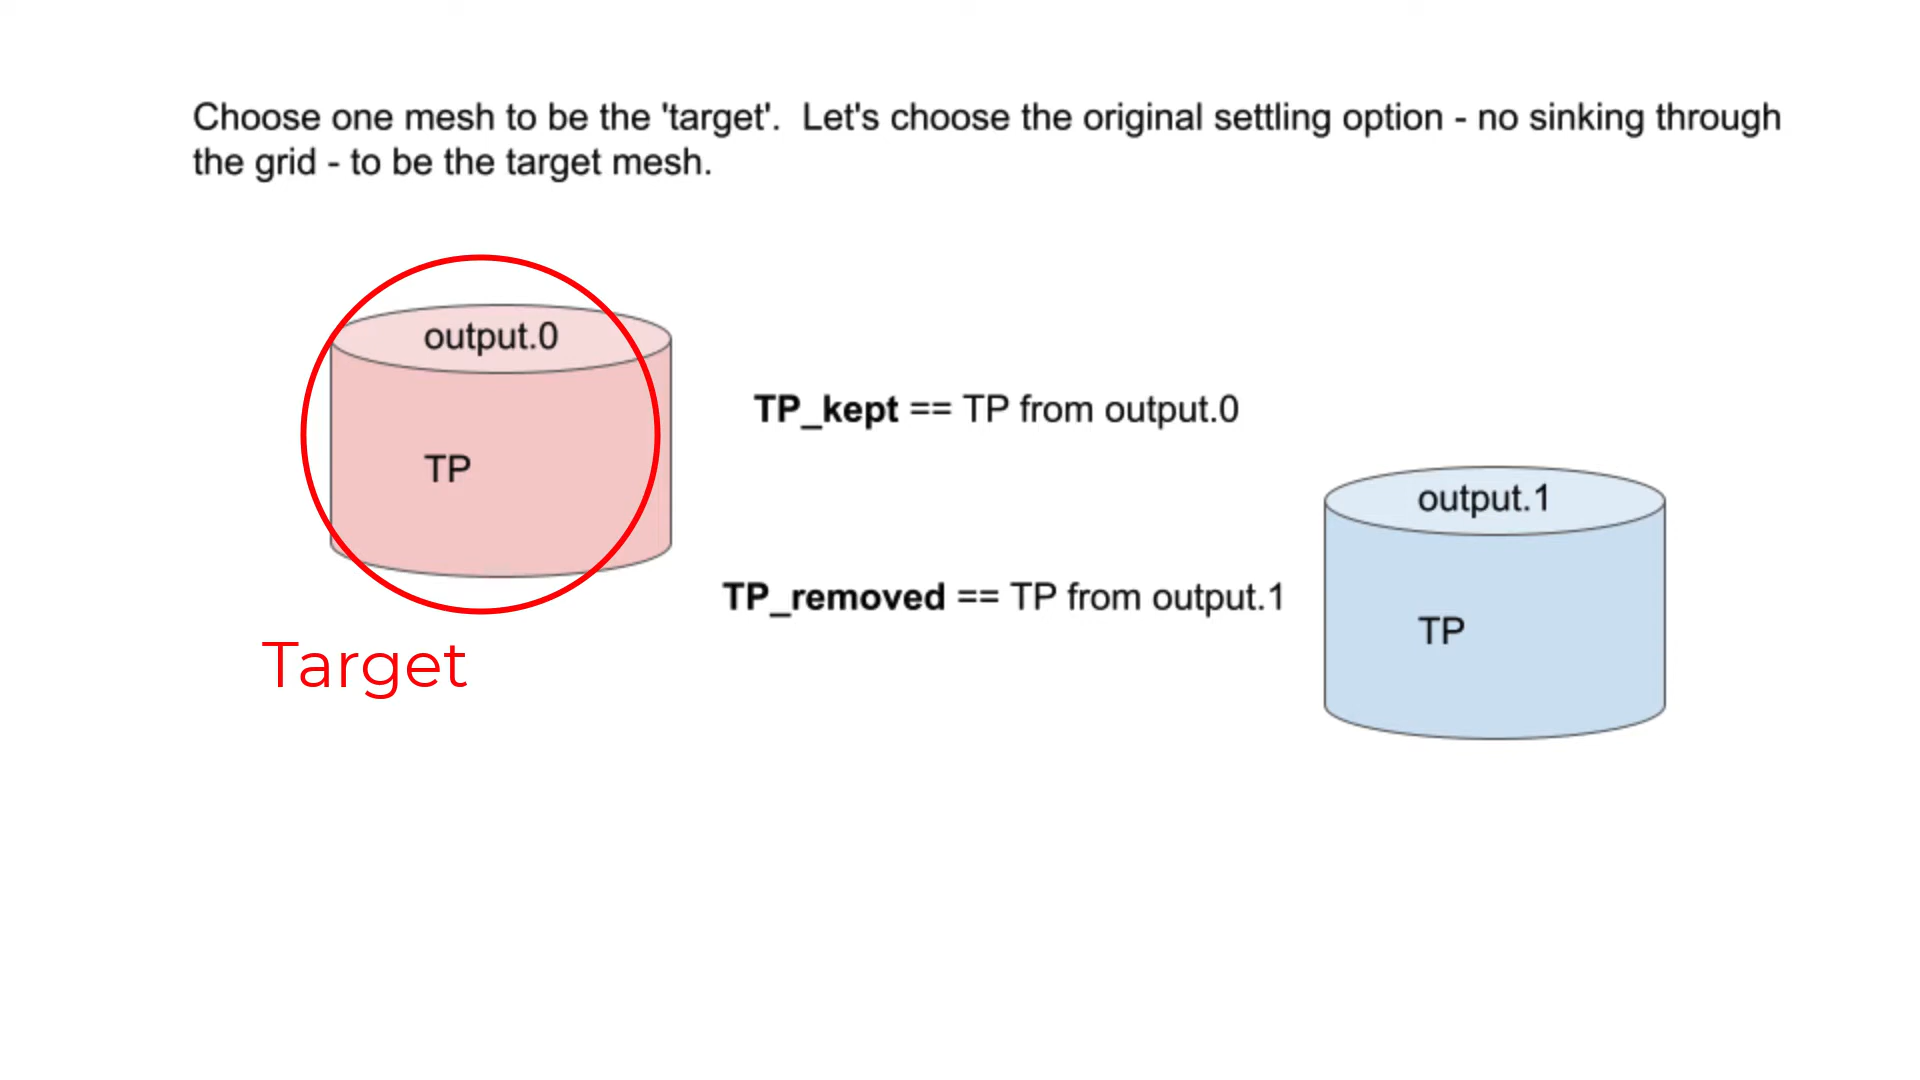 Choose one mesh to be the 'target'.  Let's choose the original settling option - no sinking through
the grid - to be the target mesh.
output.0
TP
Target
TP_kept == TP from output.0
TP_removed == TP from output.1
output.1
TP